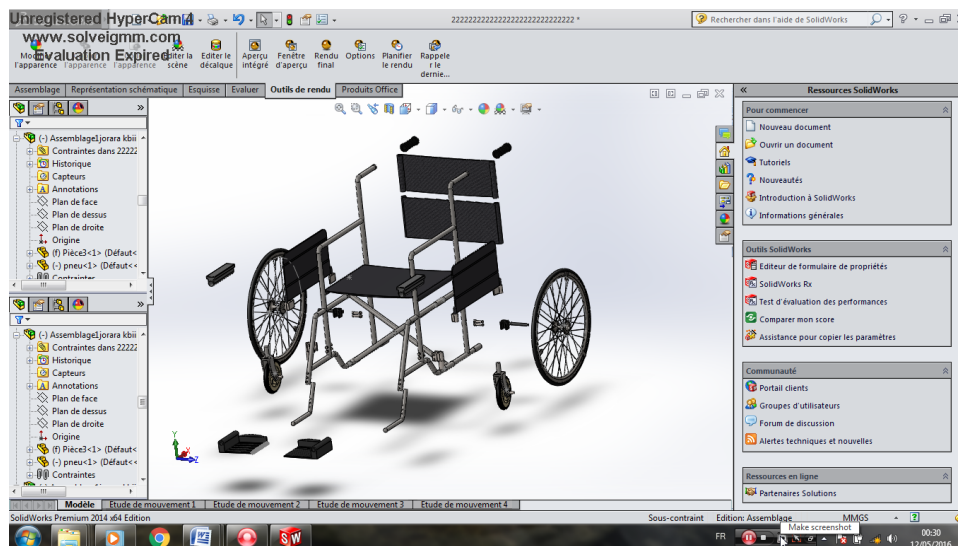 Unregistered HyperCam 4
www.solveigmm.com
Evaluation Expired
22222222222222222222222222222 *
Rechercher dans l'aide de SolidWorks
l'apparence l'apparence l'apparence
Editer la scène
Editer le décalque
Aperçu intégré
Fenêtre d'aperçu
Rendu final
Options
Planifier le rendu
Rappele r le dernie...
Assemblage Représentation schématique Esquisse Evaluer Outils de rendu Produits Office
(-) Assemblage1jorara kbii
Contraintes dans 22222
Historique
Capteurs
Annotations
Plan de face
Plan de dessus
Plan de droite
Origine
(f) Pièce3<1> (Défaut<
(-) pneu<1> (Défaut<<
Contraintes
(-) Assemblage1jorara kbii
Contraintes dans 22222
Historique
Capteurs
Annotations
Plan de face
Plan de dessus
Plan de droite
Origine
(f) Pièce3<1> (Défaut<
(-) pneu<1> (Défaut<<
Contraintes
Y
X
Z
Ressources SolidWorks
Pour commencer
Nouveau document
Ouvrir un document
Tutoriels
Nouveautés
Introduction à SolidWorks
Informations générales
Outils SolidWorks
Editeur de formulaire de propriétés
SolidWorks Rx
Test d'évaluation des performances
Comparer mon score
Assistance pour copier les paramètres
Communauté
Portail clients
Groupes d'utilisateurs
Forum de discussion
Alertes techniques et nouvelles
Ressources en ligne
Partenaires Solutions
Modèle Etude de mouvement 1 Etude de mouvement 2 Etude de mouvement 3 Etude de mouvement 4
SolidWorks Premium 2014 x64 Edition
Sous-contraint Edition: Assemblage MMGS
Make screenshot
FR
00:30
12/05/2016